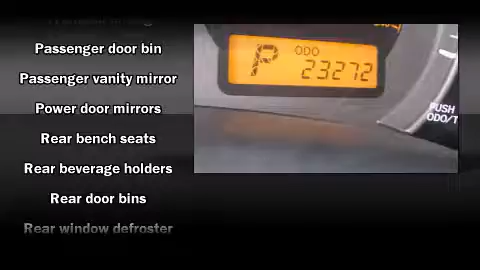 Passenger door bin
Passenger vanity mirror
Power door mirrors
Rear bench seats
Rear beverage holders
Rear door bins
Rear window defroster
P ODO
23272
PUSH
ODO/T